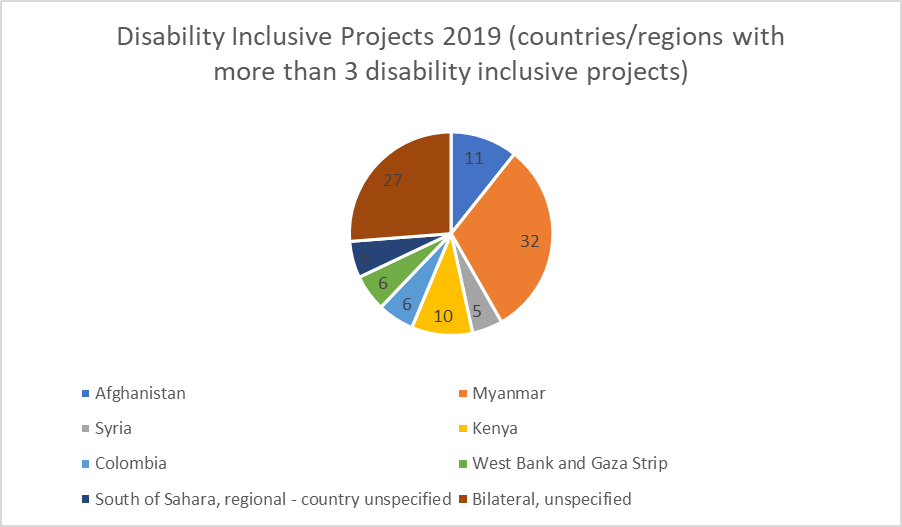 Disability Inclusive Projects 2019 (countries/regions with
more than 3 disability inclusive projects)
11
27
32
6
6
5
10
Afghanistan
Myanmar
Syria
Kenya
Colombia
West Bank and Gaza Strip
South of Sahara, regional - country unspecified
Bilateral, unspecified